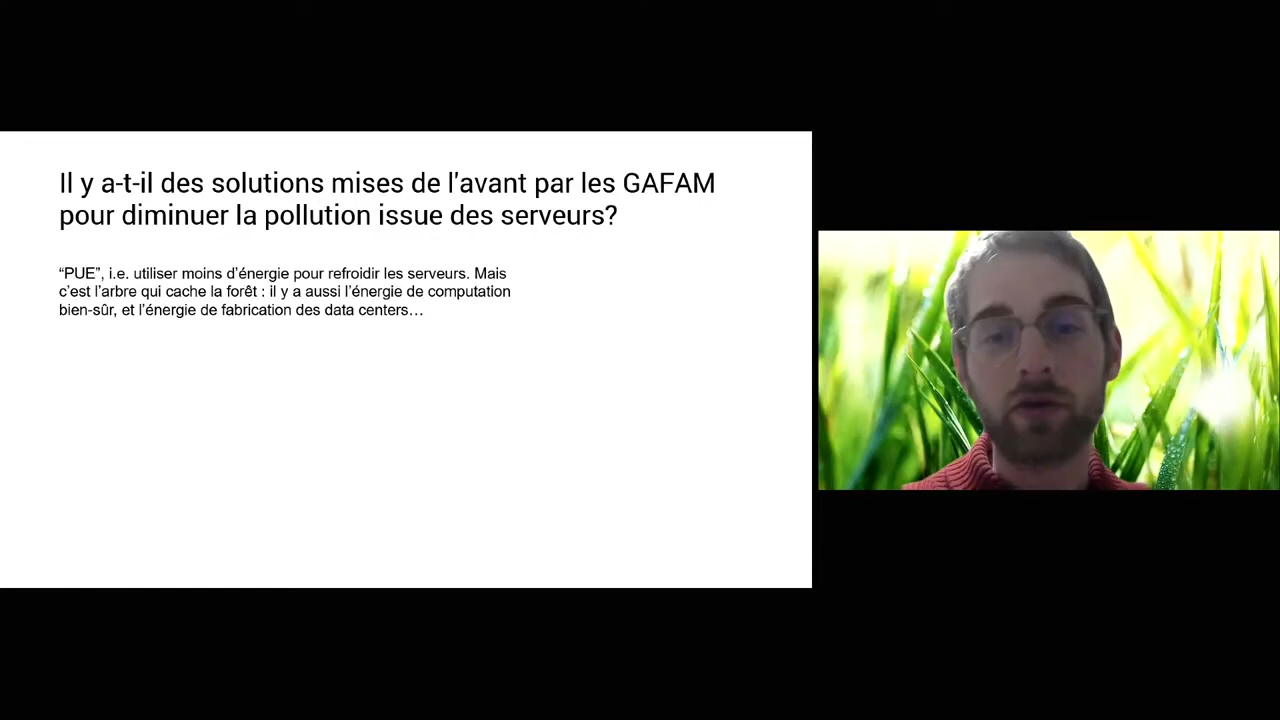 Il y a-t-il des solutions mises de l'avant par les GAFAM
pour diminuer la pollution issue des serveurs?
“PUE”, i.e. utiliser moins d’énergie pour refroidir les serveurs. Mais
c’est l’arbre qui cache la forêt : il y a aussi l’énergie de computation
bien-sûr, et l’énergie de fabrication des data centers…